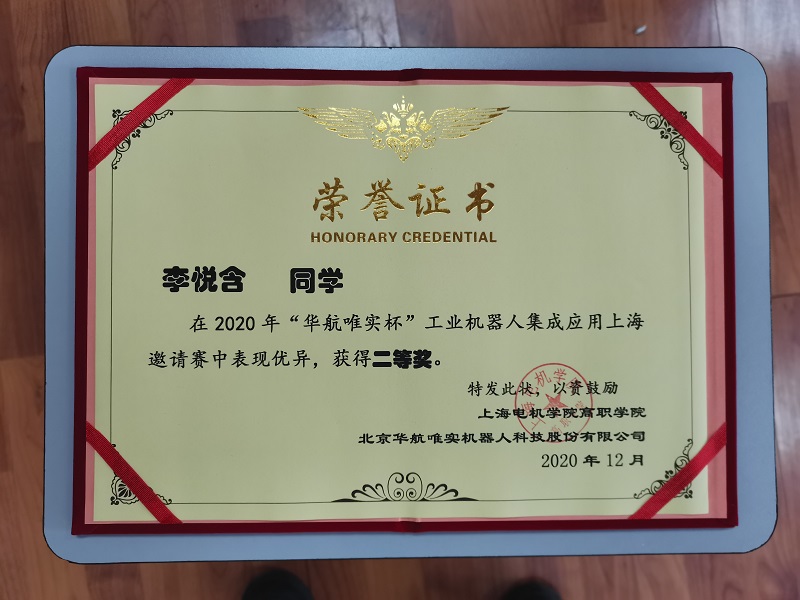 荣誉证书
HONORARY CREDENTIAL
李悦含 同学
在 2020 年“华航唯实杯”工业机器人集成应用上海
邀请赛中表现优异，获得二等奖。
特发此状，以资鼓励
上海电机学院高职学院
北京华航唯实机器人科技股份有限公司
2020 年 12 月